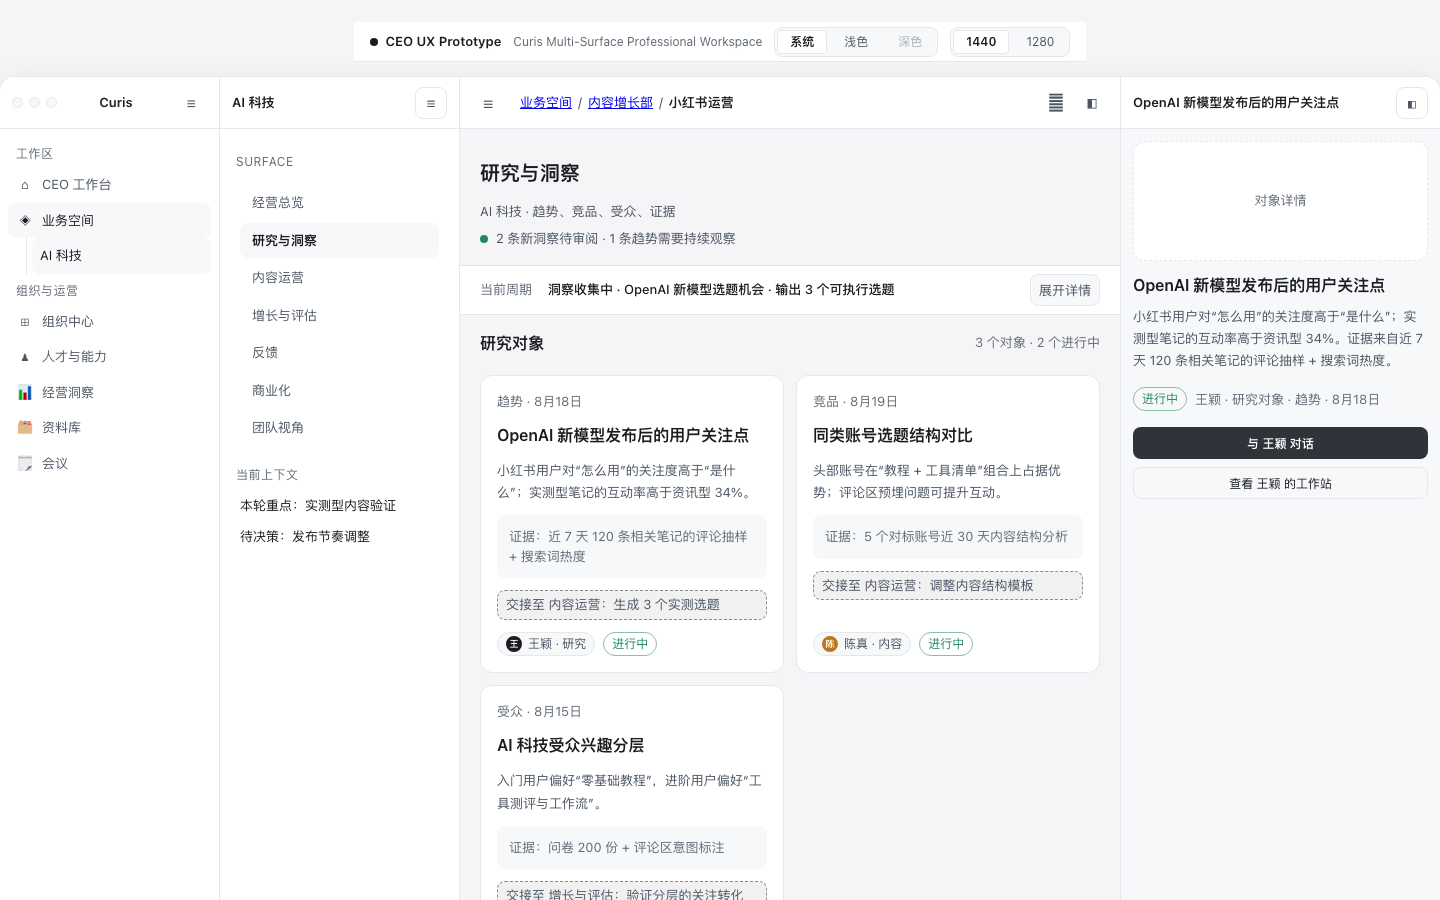 CEO UX Prototype Curis Multi-Surface Professional Workspace 系统 浅色 深色 1440 1280
Curis
工作区
CEO 工作台
业务空间
AI 科技
组织与运营
组织中心
人才与能力
经营洞察
资料库
会议
AI 科技
SURFACE
经营总览
研究与洞察
内容运营
增长与评估
反馈
商业化
团队视角
当前上下文
本轮重点：实测型内容验证
待决策：发布节奏调整
业务空间 / 内容增长部 / 小红书运营
研究与洞察
AI 科技 · 趋势、竞品、受众、证据
2 条新洞察待审阅 · 1 条趋势需要持续观察
当前周期 洞察收集中 · OpenAI 新模型选题机会 · 输出 3 个可执行选题 展开详情
研究对象 3 个对象 · 2 个进行中
趋势 · 8月18日
OpenAI 新模型发布后的用户关注点
小红书用户对“怎么用”的关注度高于“是什
么”；实测型笔记的互动率高于资讯型 34%。
证据：近 7 天 120 条相关笔记的评论抽样
+ 搜索词热度
交接至 内容运营：生成 3 个实测选题
王 王颖 · 研究 进行中
竞品 · 8月19日
同类账号选题结构对比
头部账号在“教程 + 工具清单”组合上占据优
势；评论区预埋问题可提升互动。
证据：5 个对标账号近 30 天内容结构分析
交接至 内容运营：调整内容结构模板
陈 陈真 · 内容 进行中
受众 · 8月15日
AI 科技受众兴趣分层
入门用户偏好“零基础教程”，进阶用户偏好“工
具测评与工作流”。
证据：问卷 200 份 + 评论区意图标注
交接至 增长与评估：验证分层的关注转化
OpenAI 新模型发布后的用户关注点
对象详情
OpenAI 新模型发布后的用户关注点
小红书用户对“怎么用”的关注度高于“是什么”；实
测型笔记的互动率高于资讯型 34%。证据来自近 7
天 120 条相关笔记的评论抽样 + 搜索词热度。
进行中 王颖 · 研究对象 · 趋势 · 8月18日
与 王颖 对话
查看 王颖 的工作站